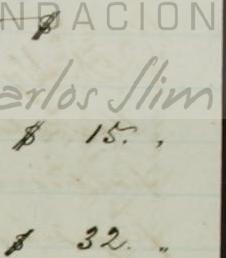 NDACION
$
arlos Slim
$ 15. "
$ 32. "